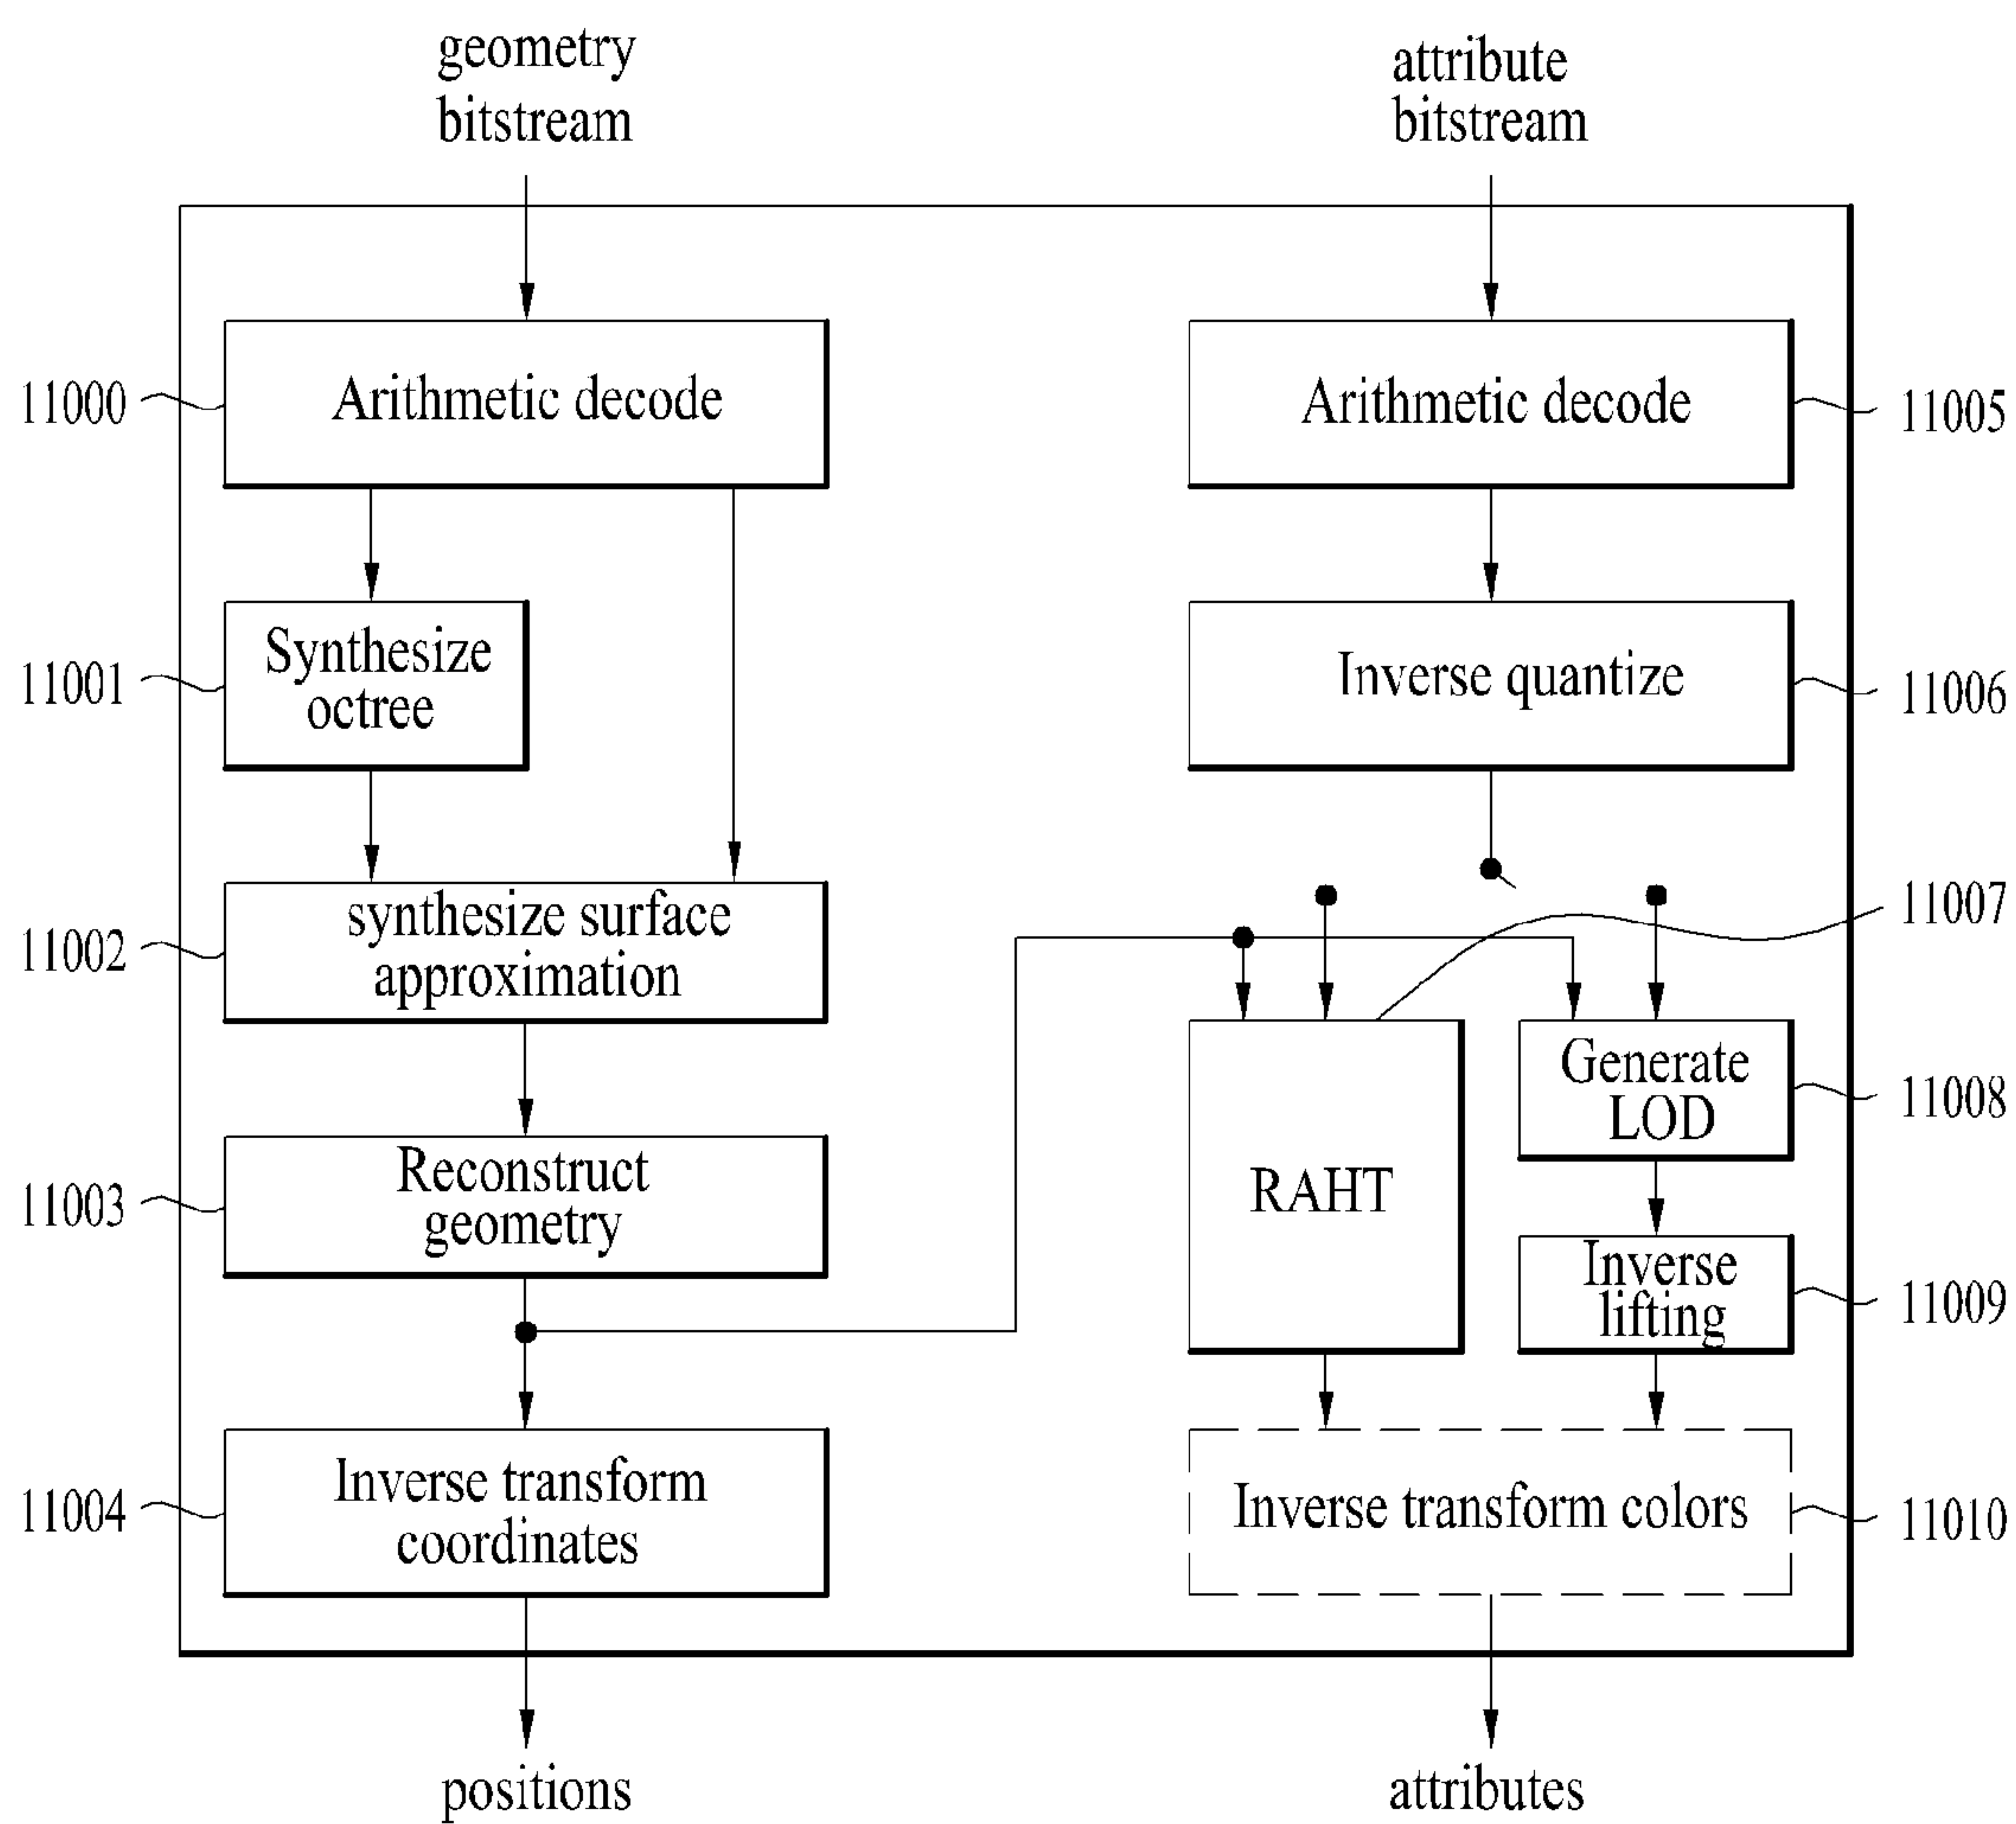 geometry
bitstream
attribute
bitstream
Arithmetic decode
11000
Arithmetic decode
11005
Synthesize
octree
11001
Inverse quantize
11006
synthesize surface
approximation
11002
11007
Generate
LOD
11008
RAHT
Reconstruct
geometry
11003
Inverse
lifting
11009
Inverse transform
coordinates
11004
Inverse transform colors
11010
positions
attributes